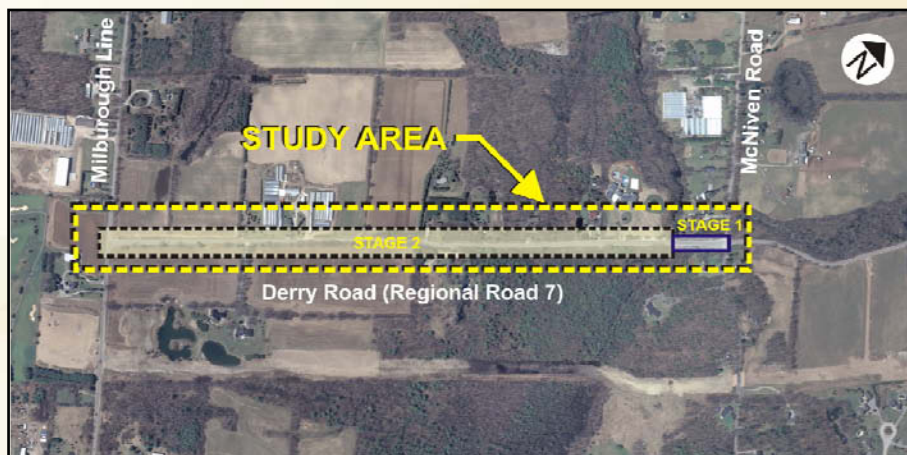 Milburough Line
McNiven Road
N
STUDY AREA
STAGE 1
STAGE 2
Derry Road (Regional Road 7)